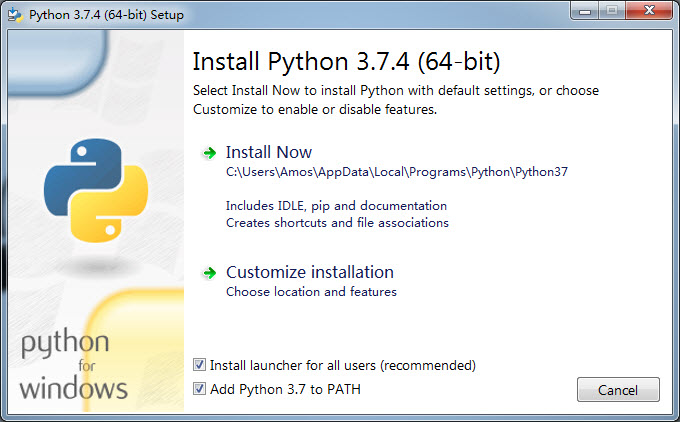 Python 3.7.4 (64-bit) Setup
Install Python 3.7.4 (64-bit)
Select Install Now to install Python with default settings, or choose
Customize to enable or disable features.
Install Now
C:\Users\Amos\AppData\Local\Programs\Python\Python37
Includes IDLE, pip and documentation
Creates shortcuts and file associations
Customize installation
Choose location and features
python
for
windows
Install launcher for all users (recommended)
Add Python 3.7 to PATH
Cancel